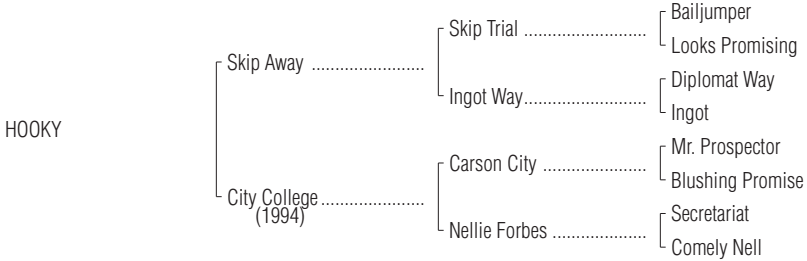 Bailjumper
Skip Trial ..........................
Looks Promising
Skip Away ........................
Diplomat Way
Ingot Way..........................
Ingot
HOOKY
Mr. Prospector
Carson City ......................
Blushing Promise
City College......................
(1994)
Secretariat
Nellie Forbes ....................
Comely Nell